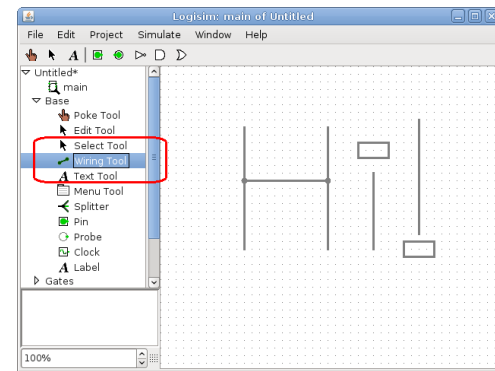 Logisim: main of Untitled
File Edit Project Simulate Window Help
A
Untitled*
main
Base
Poke Tool
Edit Tool
Select Tool
Wiring Tool
A Text Tool
Menu Tool
Splitter
Pin
Probe
Clock
A Label
Gates
100%